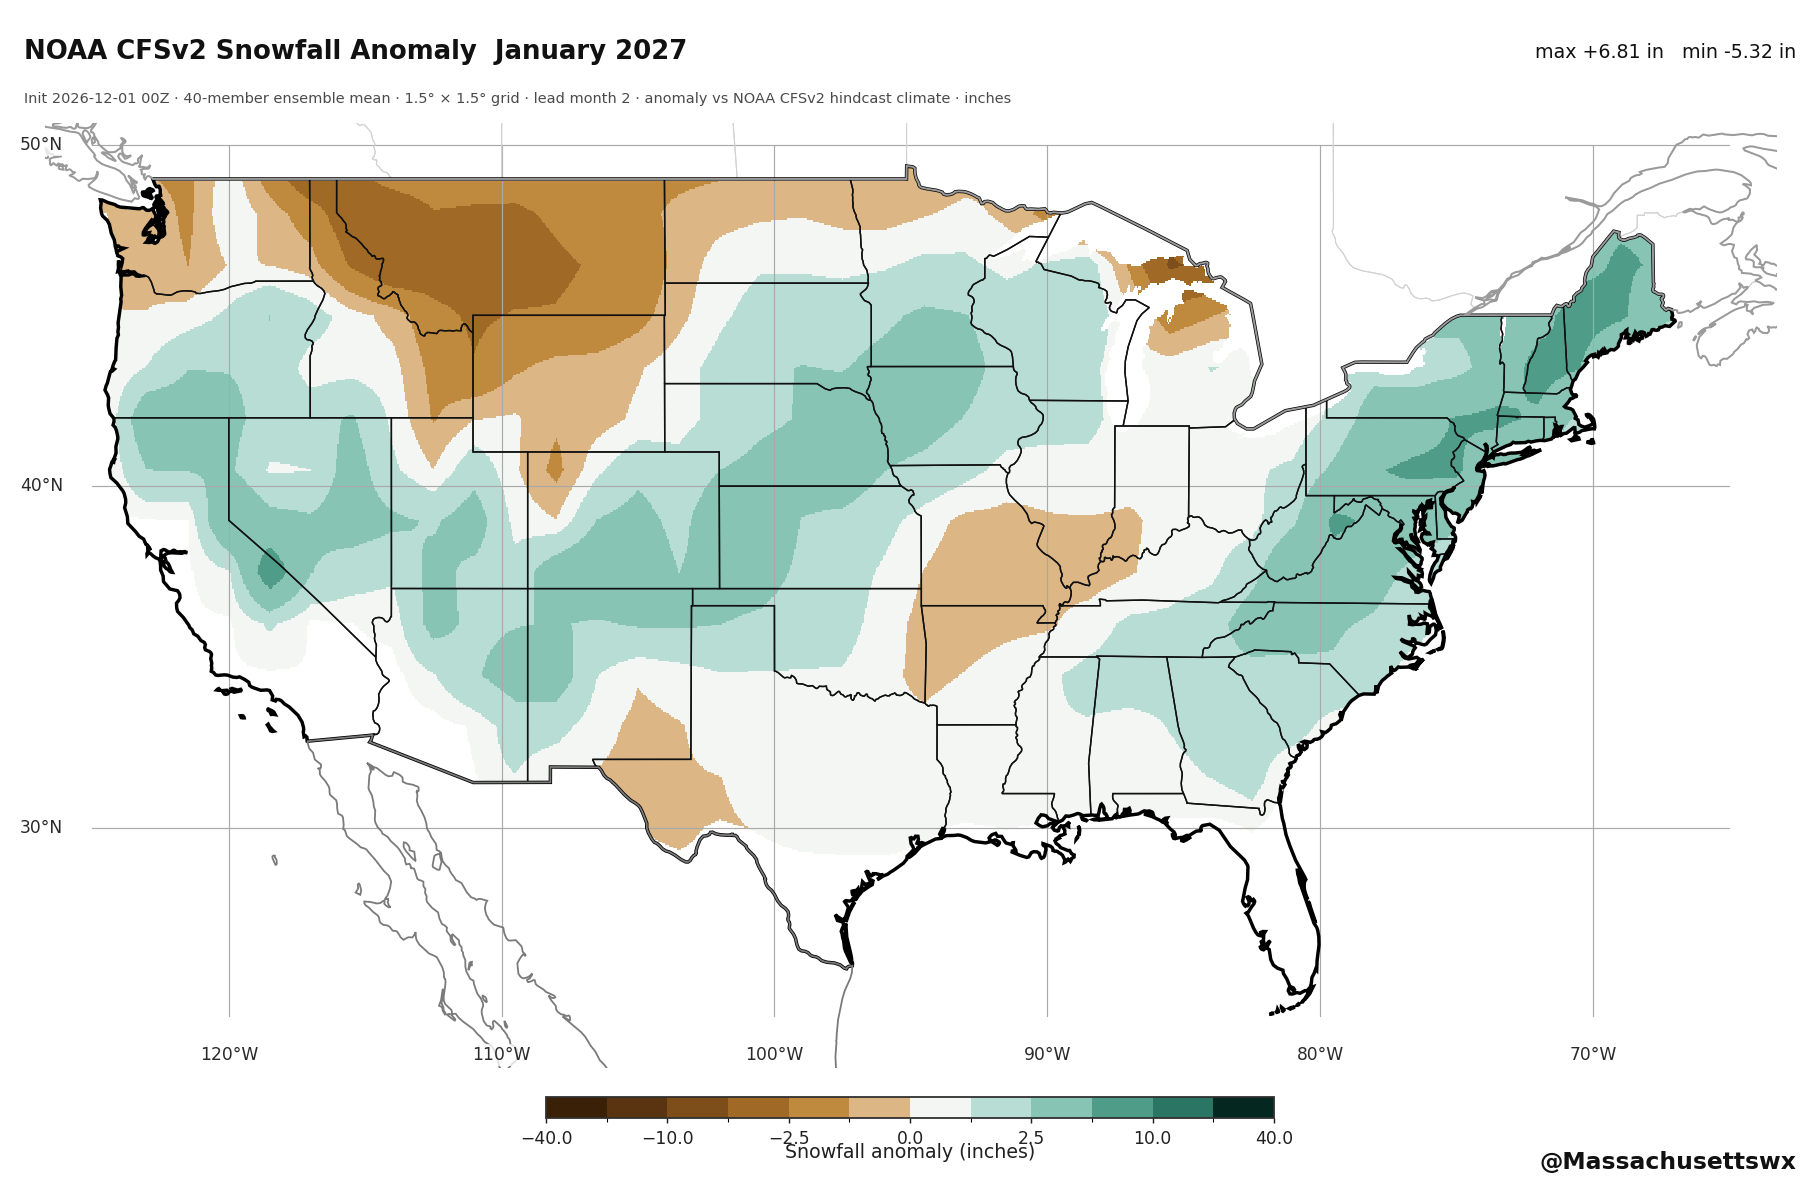 NOAA CFSv2 Snowfall Anomaly  January 2027
max +6.81 in   min -5.32 in
Init 2026-12-01 00Z · 40-member ensemble mean · 1.5° × 1.5° grid · lead month 2 · anomaly vs NOAA CFSv2 hindcast climate · inches
50°N
40°N
30°N
120°W 110°W 100°W 90°W 80°W 70°W
−40.0 −10.0 −2.5 0.0 2.5 10.0 40.0
Snowfall anomaly (inches)
@Massachusettswx